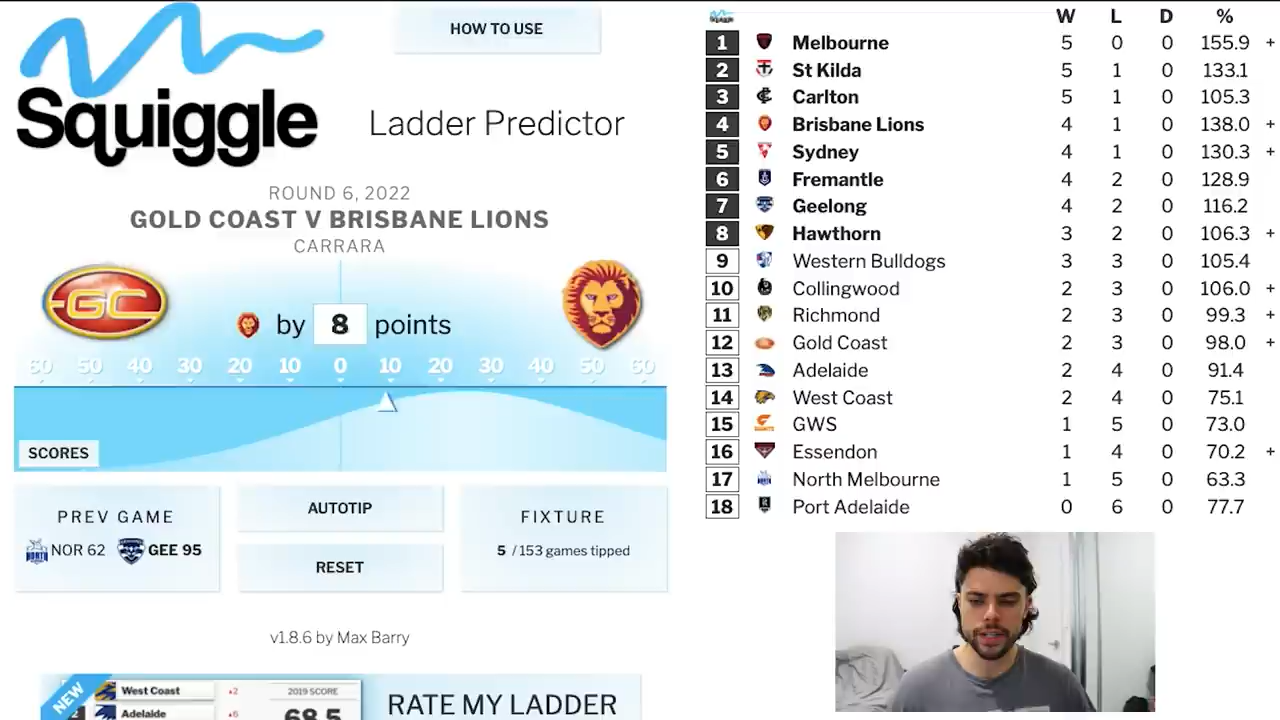 Squiggle
HOW TO USE
Ladder Predictor
ROUND 6, 2022
GOLD COAST V BRISBANE LIONS
CARRARA
GC
by 8 points
60 50 40 30 20 10 0 10 20 30 40 50 60
SCORES
PREV GAME
NOR 62 GEE 95
AUTOTIP
RESET
FIXTURE
5 / 153 games tipped
v1.8.6 by Max Barry
NEW
West Coast +2
Adelaide +6
2019 SCORE
68.5
RATE MY LADDER
Squiggle W L D %
1 Melbourne 5 0 0 155.9 +
2 St Kilda 5 1 0 133.1
3 Carlton 5 1 0 105.3
4 Brisbane Lions 4 1 0 138.0 +
5 Sydney 4 1 0 130.3 +
6 Fremantle 4 2 0 128.9
7 Geelong 4 2 0 116.2
8 Hawthorn 3 2 0 106.3 +
9 Western Bulldogs 3 3 0 105.4
10 Collingwood 2 3 0 106.0 +
11 Richmond 2 3 0 99.3 +
12 Gold Coast 2 3 0 98.0 +
13 Adelaide 2 4 0 91.4
14 West Coast 2 4 0 75.1
15 GWS 1 5 0 73.0
16 Essendon 1 4 0 70.2 +
17 North Melbourne 1 5 0 63.3
18 Port Adelaide 0 6 0 77.7